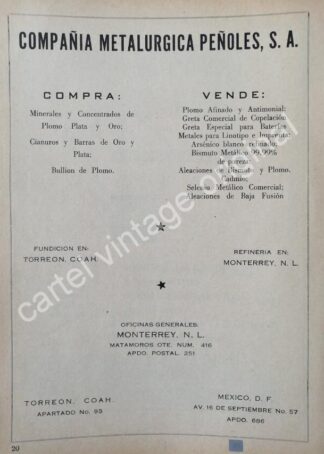 COMPAÑIA METALURGICA PEÑOLES, S. A.
COMPRA:
Minerales y Concentrados de
Plomo Plata y Oro;
Cianuros y Barras de Oro y
Plata;
Bullion de Plomo.
VENDE:
Plomo Afinado y Antimonial;
Greta Comercial de Copelación;
Greta Especial para Baterías
Metales para Linotipo e Imprenta;
Arsénico blanco refinado;
Bismuto Metálico 99.99%
de pureza;
Aleaciones de Bismuto y Plomo.
Cadmio;
Selenio Metálico Comercial;
Aleaciones de Baja Fusión
FUNDICION EN:
TORREON, COAH.
REFINERIA EN:
MONTERREY, N. L.
OFICINAS GENERALES:
MONTERREY, N. L.
MATAMOROS OTE. NUM. 416
APDO. POSTAL 251
TORREON, COAH.
APARTADO No. 95
MEXICO, D. F.
AV. 16 DE SEPTIEMBRE No. 57
APDO. 686
20
cartel vintage original